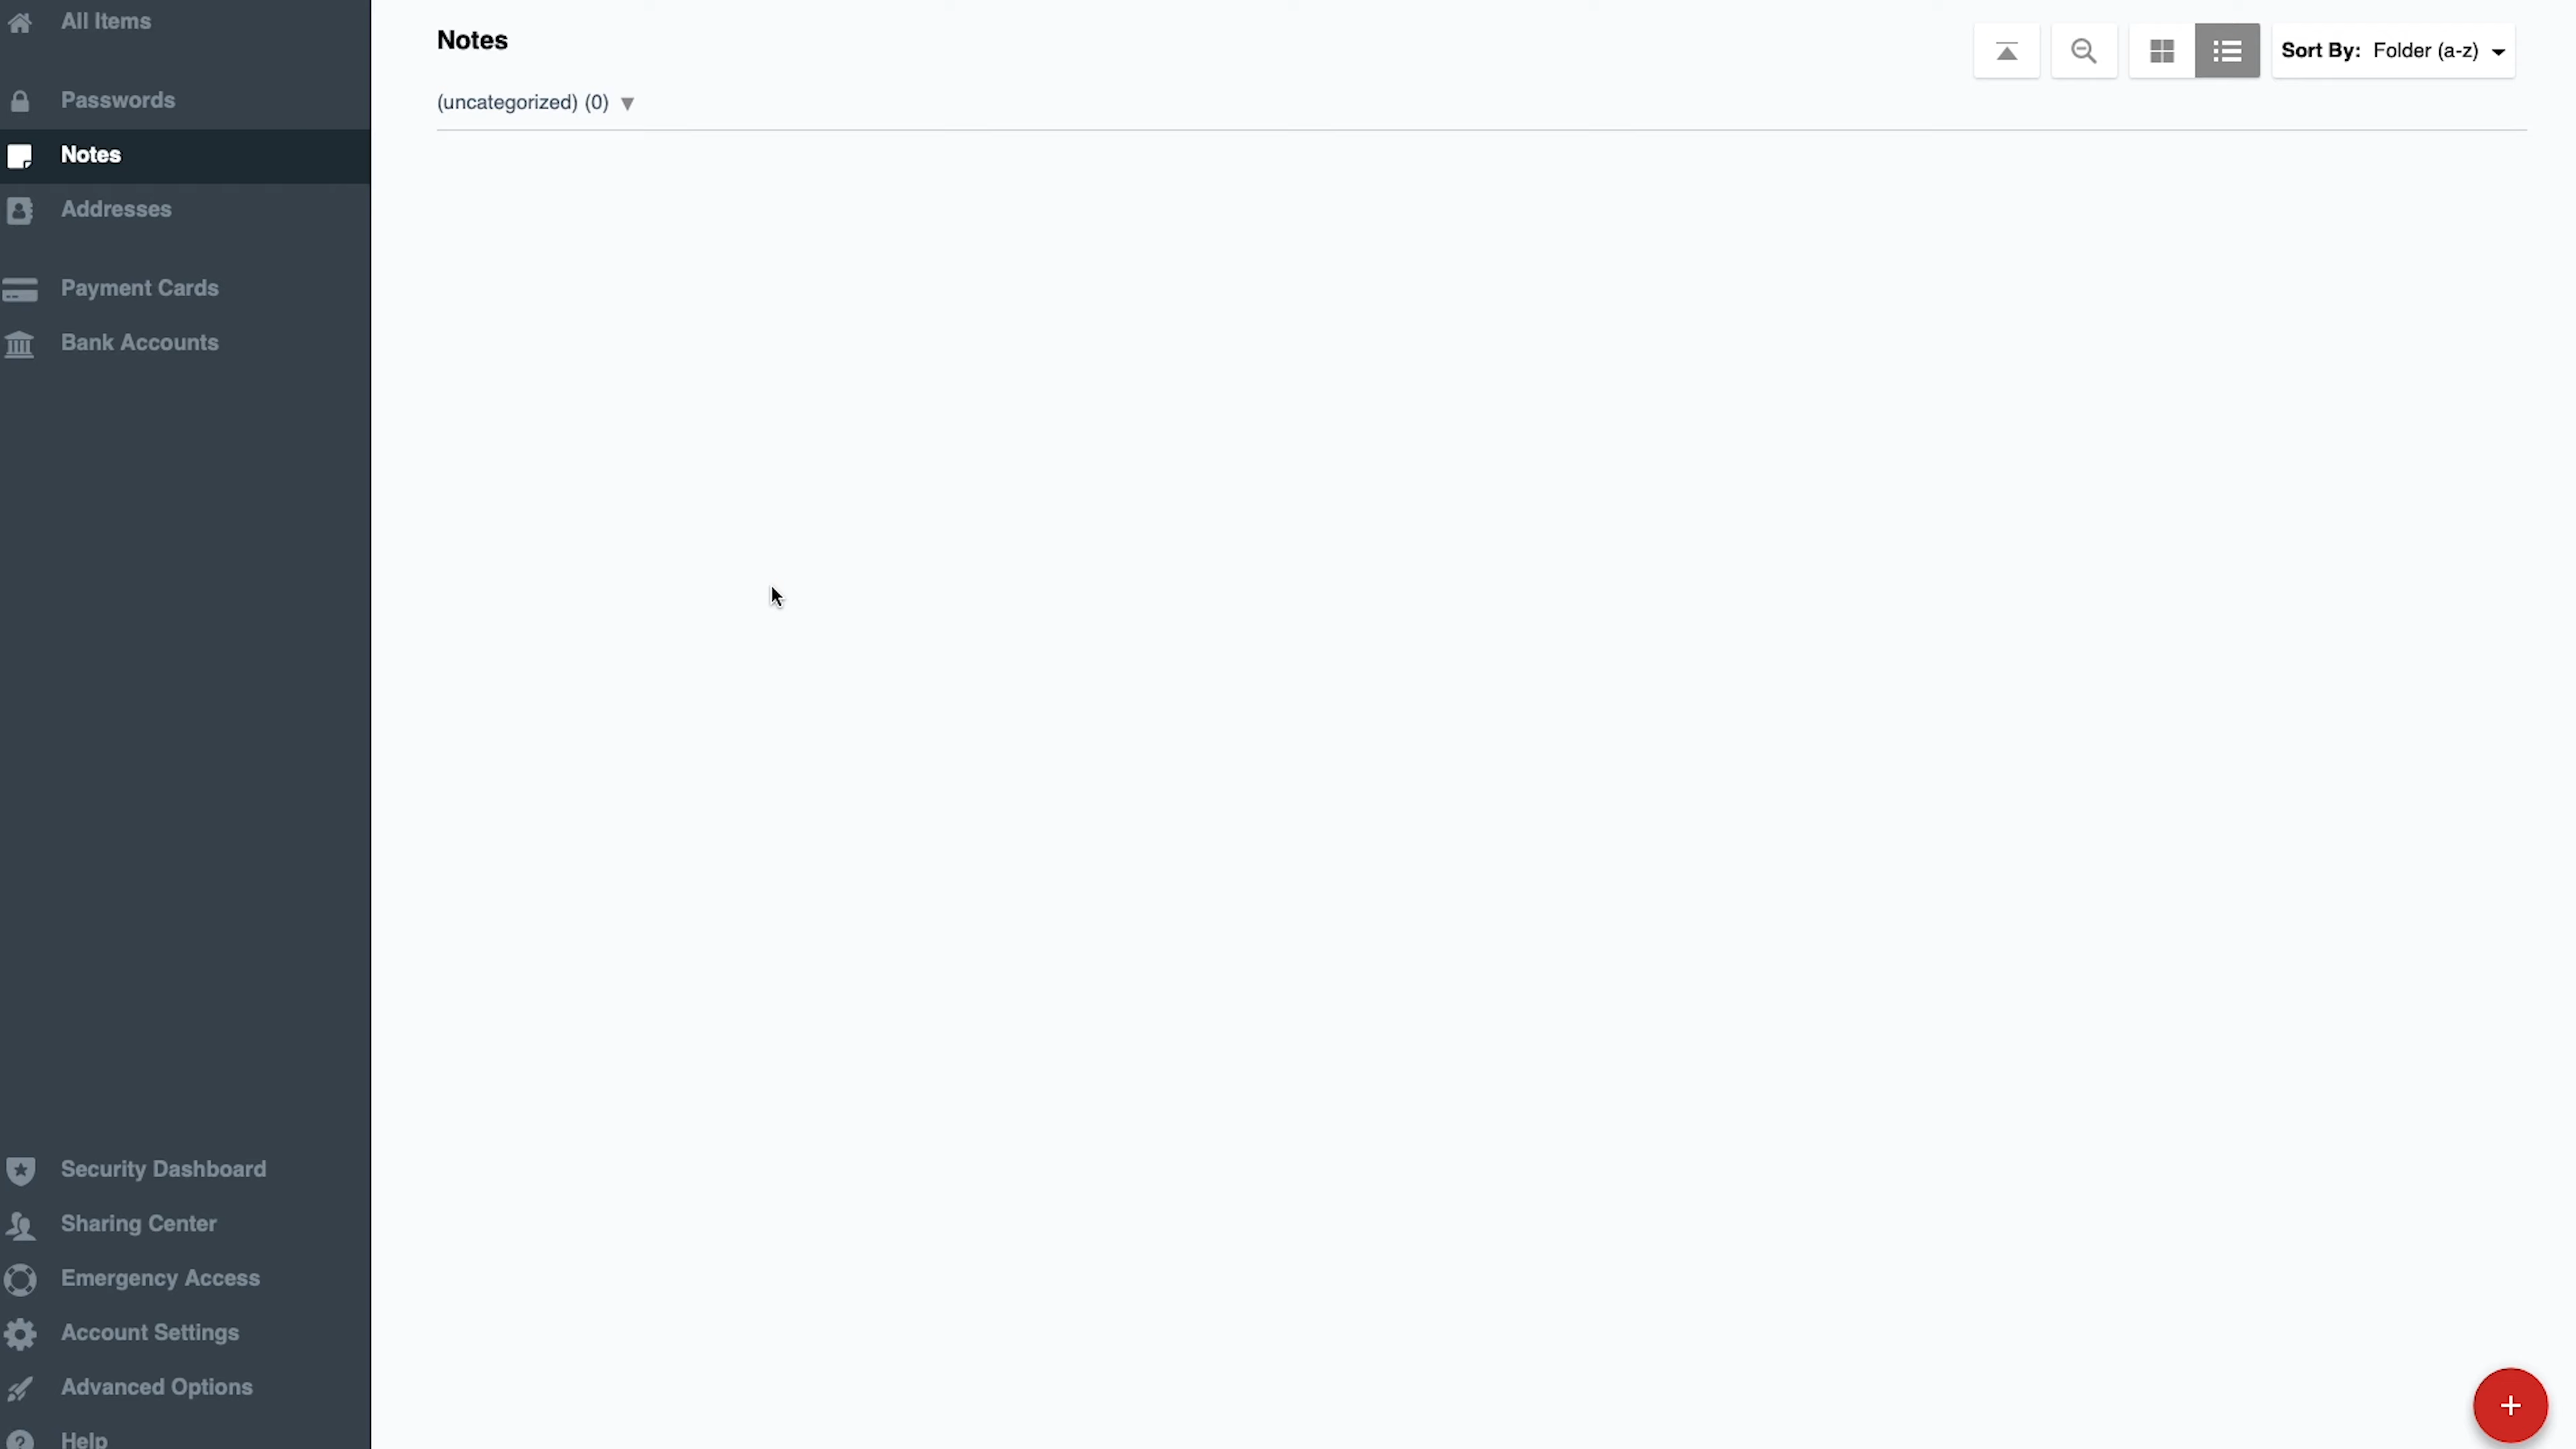 All Items
Passwords
Notes
Addresses
Payment Cards
Bank Accounts
Security Dashboard
Sharing Center
Emergency Access
Account Settings
Advanced Options
Help
Notes
Sort By: Folder (a-z)
(uncategorized) (0)